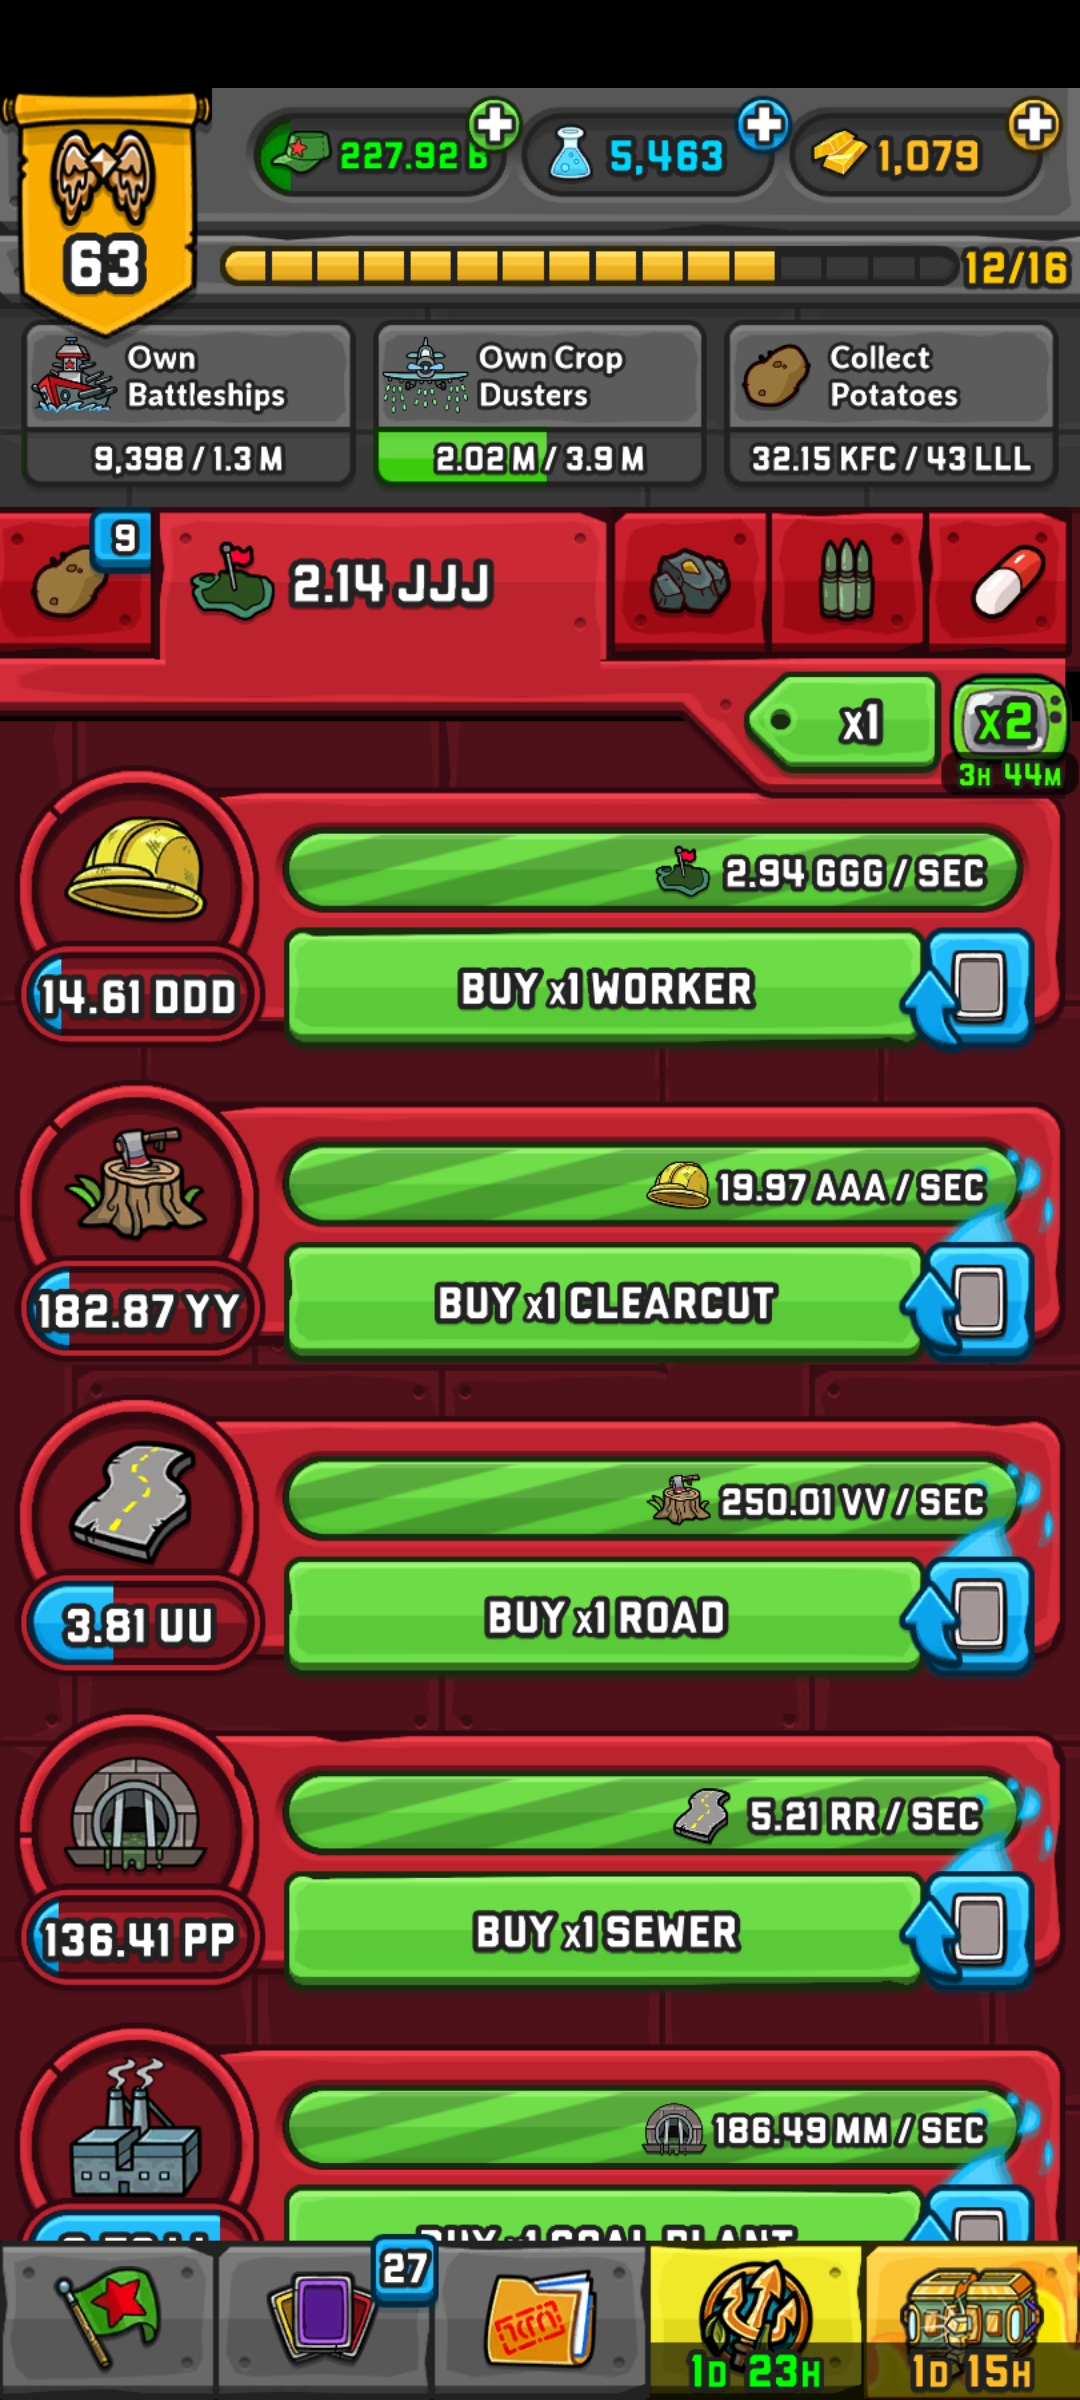 227.92 B
5,463
1,079
63
12/16
Own
Battleships
9,398 / 1.3 M
Own Crop
Dusters
2.02 M / 3.9 M
Collect
Potatoes
32.15 KFC / 43 LLL
9
2.14 JJJ
x1
x2
3H 44M
2.94 GGG / SEC
14.61 DDD
BUY x1 WORKER
19.97 AAA / SEC
182.87 YY
BUY x1 CLEARCUT
250.01 VV / SEC
3.81 UU
BUY x1 ROAD
5.21 RR / SEC
136.41 PP
BUY x1 SEWER
186.49 MM / SEC
BUY x1 COAL PLANT
27
1D 23H
1D 15H